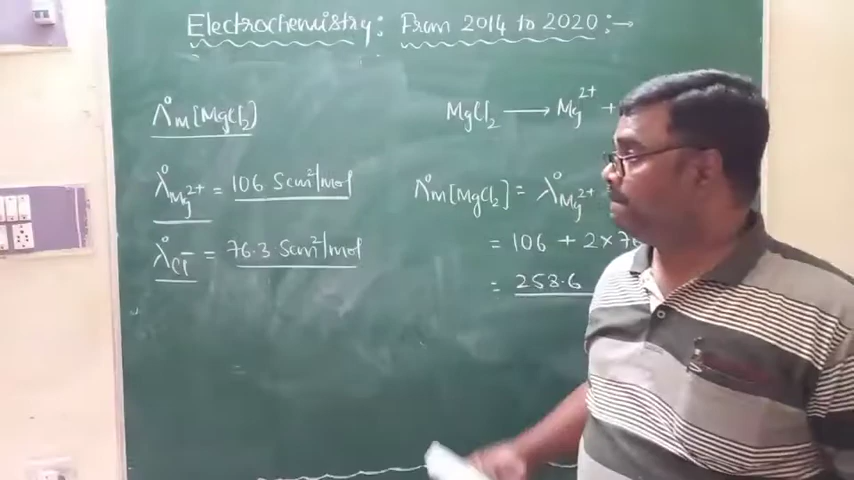 Electrochemistry: From 2014 to 2020:→
Λ°m[MgCl₂)
MgCl₂ → Mg²⁺ +
λ°Mg²⁺ = 106 Scm²/mol
Λ°m[MgCl₂] = λ°Mg²⁺
λ°Cl⁻ = 76.3 Scm²/mol
= 106 + 2×76
= 258.6